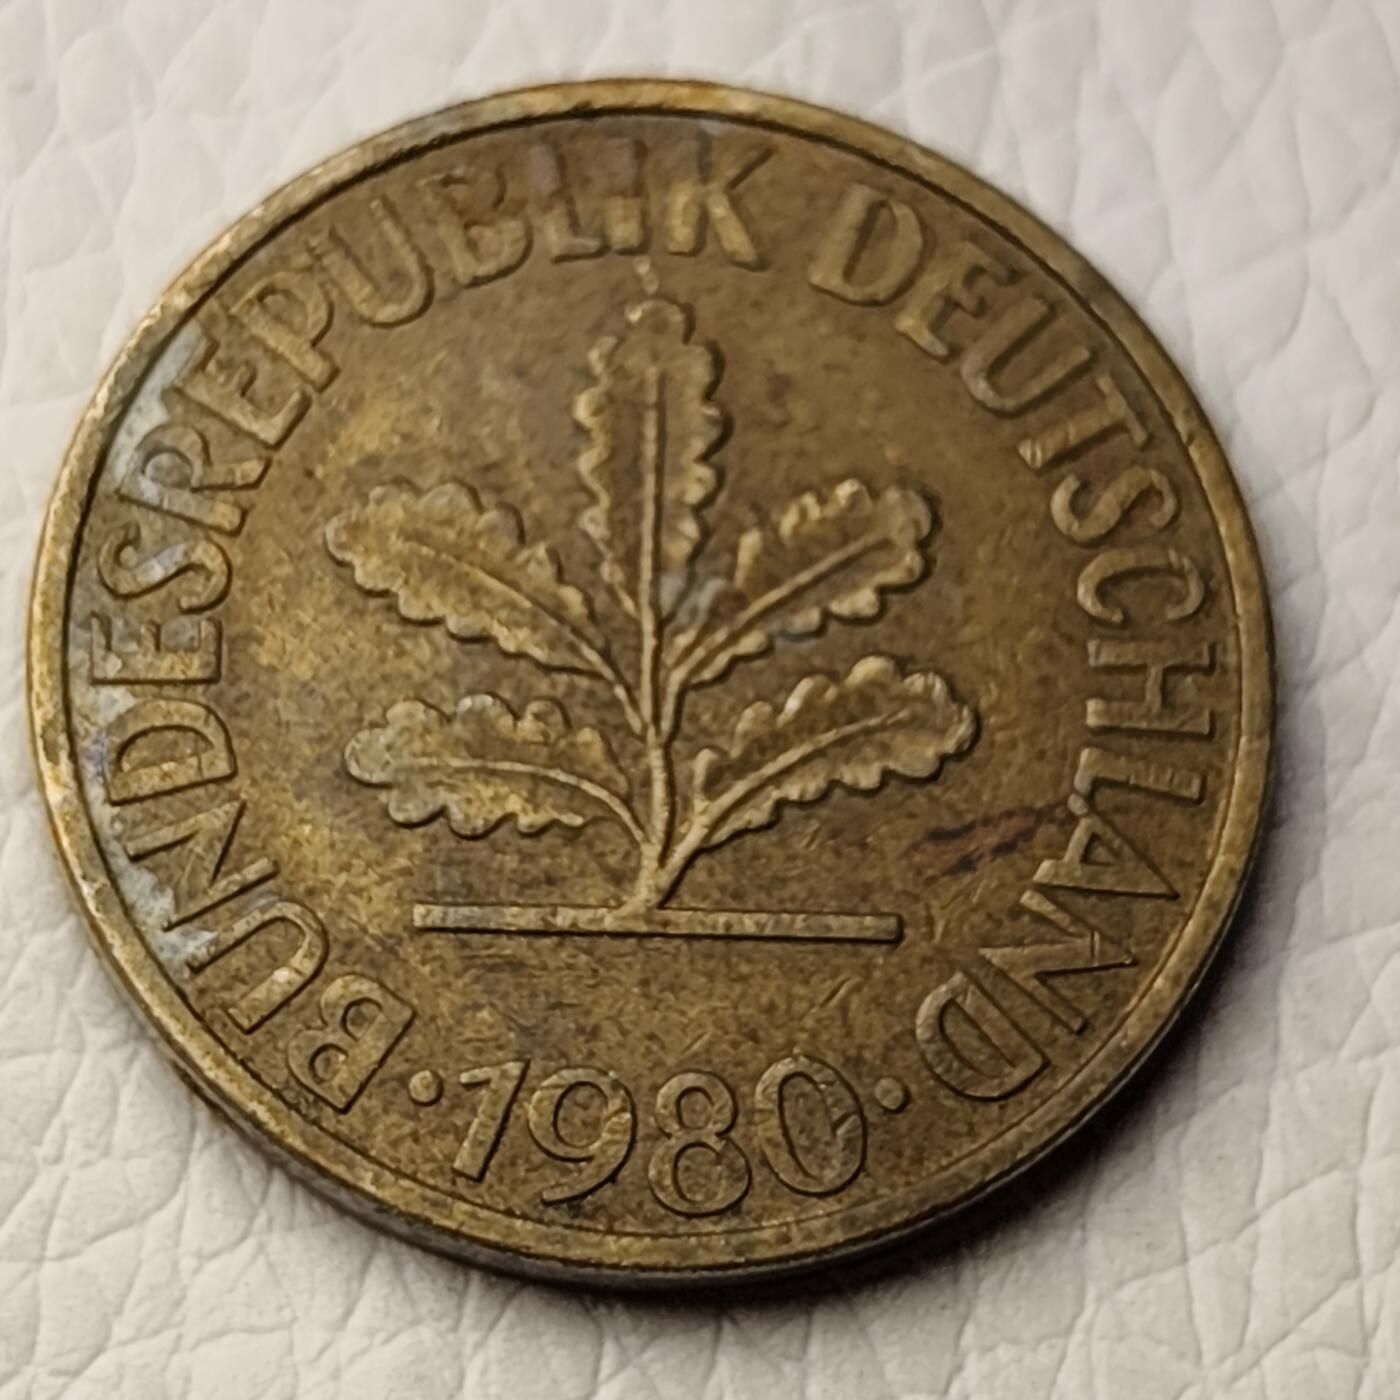 BUNDESREPUBLIK DEUTSCHLAND
· 1980 ·